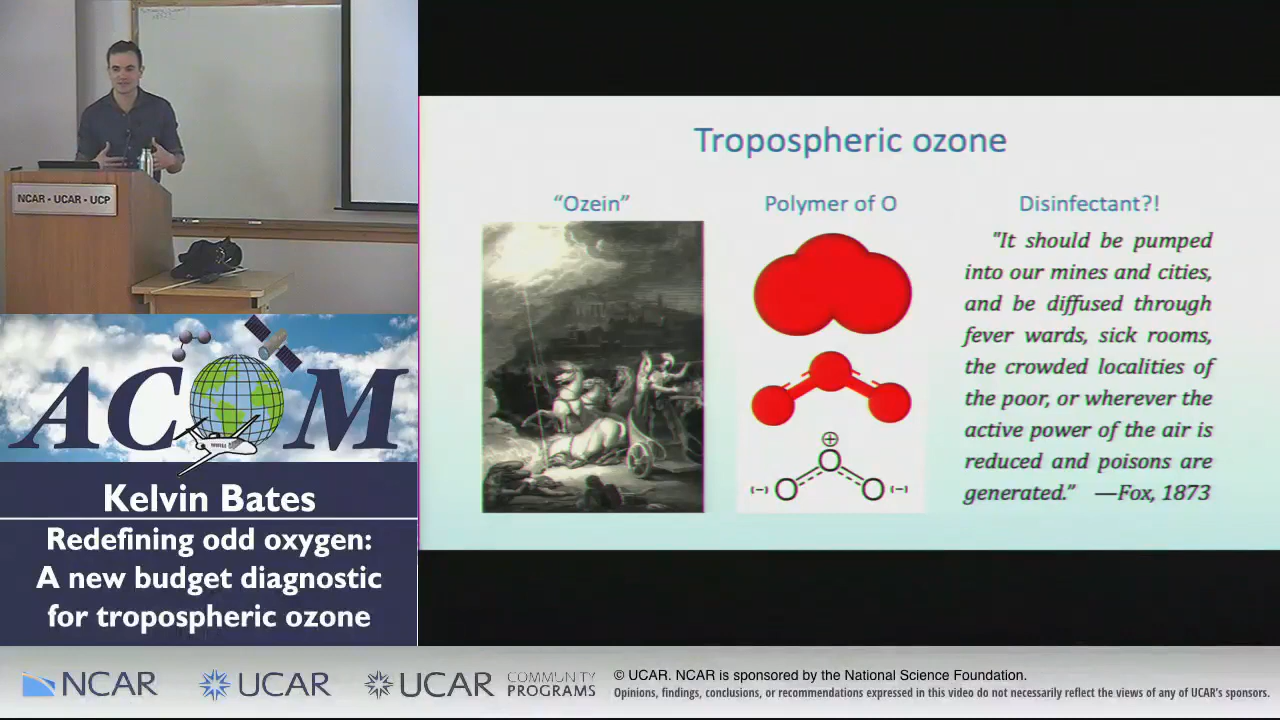 NCAR • UCAR • UCP
ACOM
Kelvin Bates
Redefining odd oxygen:
A new budget diagnostic
for tropospheric ozone
Tropospheric ozone
“Ozein”
Polymer of O
(−) O O O (−)
Disinfectant?!
"It should be pumped
into our mines and cities,
and be diffused through
fever wards, sick rooms,
the crowded localities of
the poor, or wherever the
active power of the air is
reduced and poisons are
generated.” —Fox, 1873
NCAR
UCAR
UCAR COMMUNITY
PROGRAMS
© UCAR. NCAR is sponsored by the National Science Foundation.
Opinions, findings, conclusions, or recommendations expressed in this video do not necessarily reflect the views of any of UCAR's sponsors.